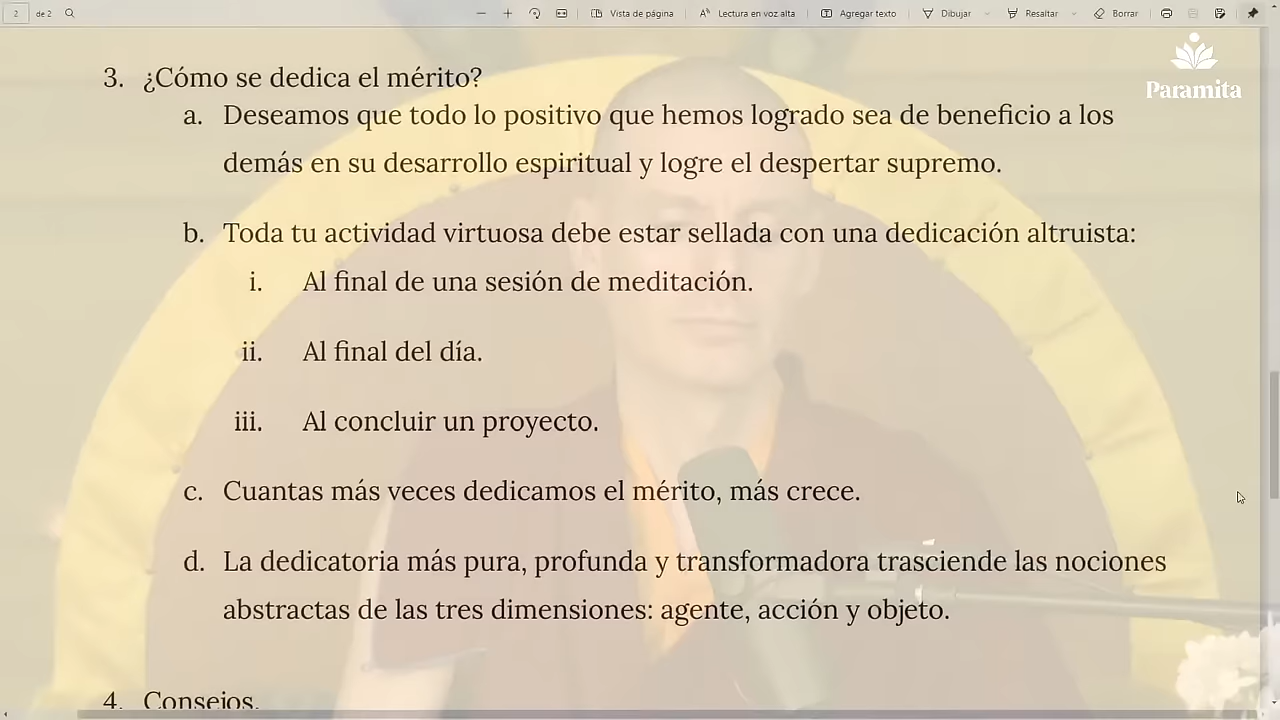 2 de 2 Vista de página Lectura en voz alta Agregar texto Dibujar Resaltar Borrar
Paramita
3. ¿Cómo se dedica el mérito?
a. Deseamos que todo lo positivo que hemos logrado sea de beneficio a los
demás en su desarrollo espiritual y logre el despertar supremo.
b. Toda tu actividad virtuosa debe estar sellada con una dedicación altruista:
i. Al final de una sesión de meditación.
ii. Al final del día.
iii. Al concluir un proyecto.
c. Cuantas más veces dedicamos el mérito, más crece.
d. La dedicatoria más pura, profunda y transformadora trasciende las nociones
abstractas de las tres dimensiones: agente, acción y objeto.
4. Consejos.